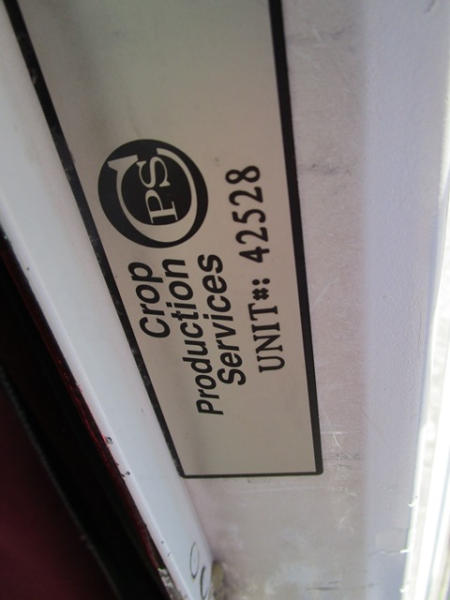 CPS
Crop
Production
Services
UNIT#: 42528